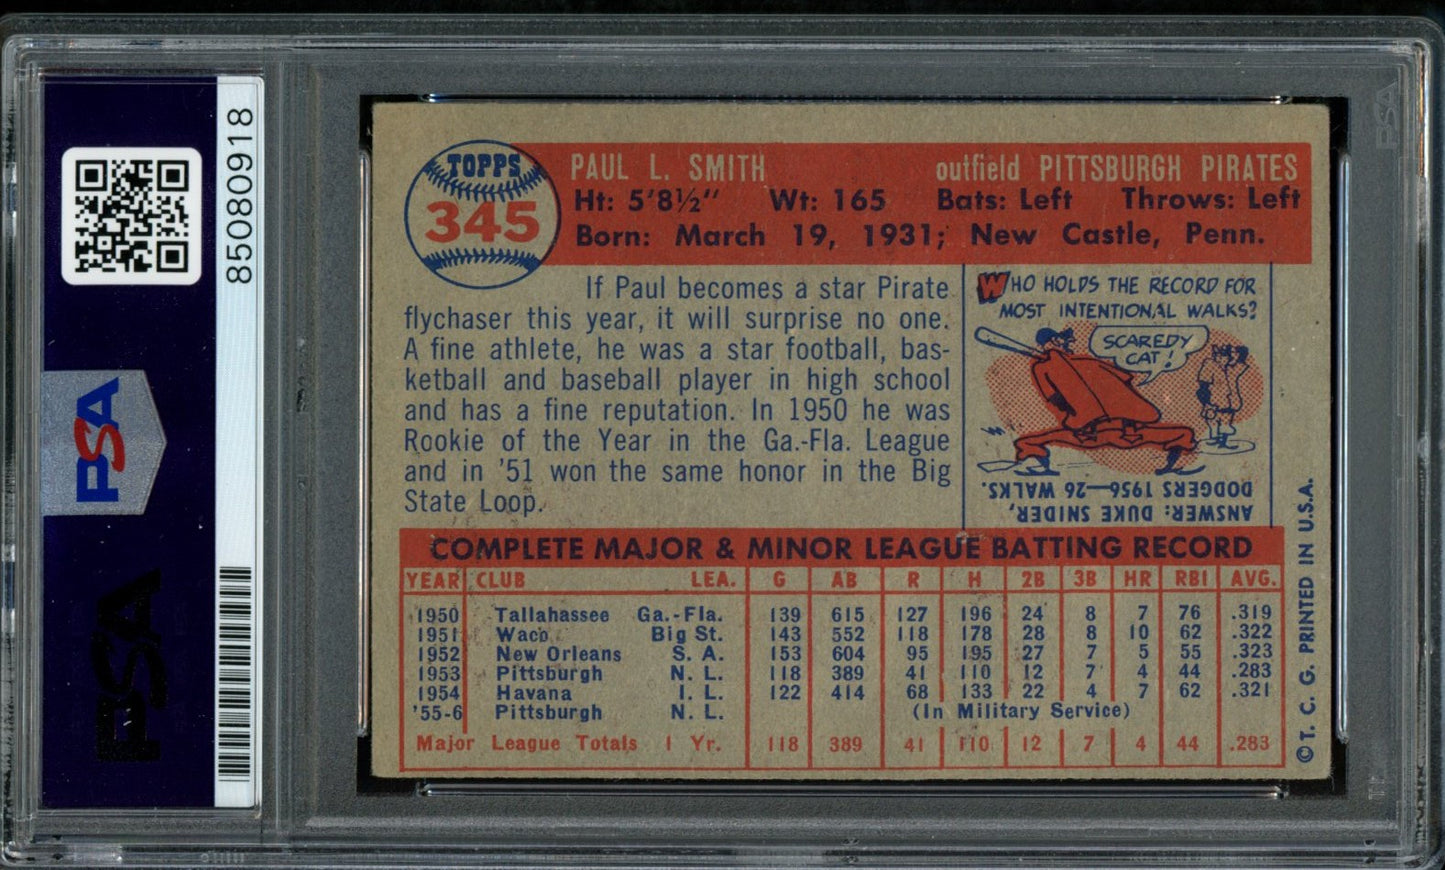 85080918
PSA
PSA
PSA
TOPPS
345
PAUL L. SMITH outfield PITTSBURGH PIRATES
Ht: 5'8½" Wt: 165 Bats: Left Throws: Left
Born: March 19, 1931; New Castle, Penn.
If Paul becomes a star Pirate
flychaser this year, it will surprise no one.
A fine athlete, he was a star football, bas-
ketball and baseball player in high school
and has a fine reputation. In 1950 he was
Rookie of the Year in the Ga.-Fla. League
and in '51 won the same honor in the Big
State Loop.
WHO HOLDS THE RECORD FOR
MOST INTENTIONAL WALKS?
SCAREDY
CAT!
ANSWER: DUKE SNIDER,
DODGERS 1956—26 WALKS.
COMPLETE MAJOR & MINOR LEAGUE BATTING RECORD
YEAR CLUB LEA. G AB R H 2B 3B HR RBI AVG.
1950 Tallahassee Ga.-Fla. 139 615 127 196 24 8 7 76 .319
1951 Waco Big St. 143 552 118 178 28 8 10 62 .322
1952 New Orleans S. A. 153 604 95 195 27 7 5 55 .323
1953 Pittsburgh N. L. 118 389 41 110 12 7 4 44 .283
1954 Havana I. L. 122 414 68 133 22 4 7 62 .321
'55-6 Pittsburgh N. L. (In Military Service)
Major League Totals 1 Yr. 118 389 41 110 12 7 4 44 .283
© T. C. G. PRINTED IN U.S.A.